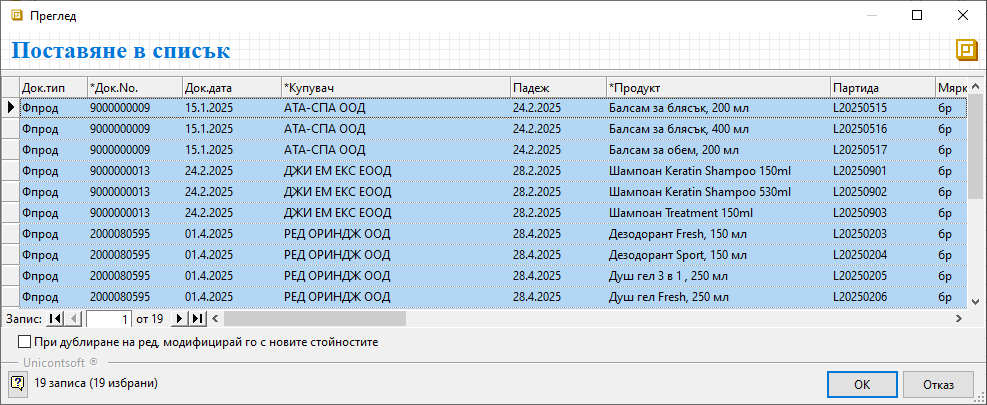 Преглед
Поставяне в списък
Док.тип *Док.No. Док.дата *Купувач Падеж *Продукт Партида Мярк
Фпрод 9000000009 15.1.2025 АТА-СПА ООД 24.2.2025 Балсам за блясък, 200 мл L20250515 бр
Фпрод 9000000009 15.1.2025 АТА-СПА ООД 24.2.2025 Балсам за блясък, 400 мл L20250516 бр
Фпрод 9000000009 15.1.2025 АТА-СПА ООД 24.2.2025 Балсам за обем, 200 мл L20250517 бр
Фпрод 9000000013 24.2.2025 ДЖИ ЕМ ЕКС ЕООД 28.2.2025 Шампоан Keratin Shampoo 150ml L20250901 бр
Фпрод 9000000013 24.2.2025 ДЖИ ЕМ ЕКС ЕООД 28.2.2025 Шампоан Keratin Shampoo 530ml L20250902 бр
Фпрод 9000000013 24.2.2025 ДЖИ ЕМ ЕКС ЕООД 28.2.2025 Шампоан Treatment 150ml L20250903 бр
Фпрод 2000080595 01.4.2025 РЕД ОРИНДЖ ООД 28.4.2025 Дезодорант Fresh, 150 мл L20250203 бр
Фпрод 2000080595 01.4.2025 РЕД ОРИНДЖ ООД 28.4.2025 Дезодорант Sport, 150 мл L20250204 бр
Фпрод 2000080595 01.4.2025 РЕД ОРИНДЖ ООД 28.4.2025 Душ гел 3 в 1 , 250 мл L20250205 бр
Фпрод 2000080595 01.4.2025 РЕД ОРИНДЖ ООД 28.4.2025 Душ гел Fresh, 250 мл L20250206 бр
Запис: 1 от 19
При дублиране на ред, модифицирай го с новите стойностите
Unicontsoft ®
19 записа (19 избрани) OK Отказ